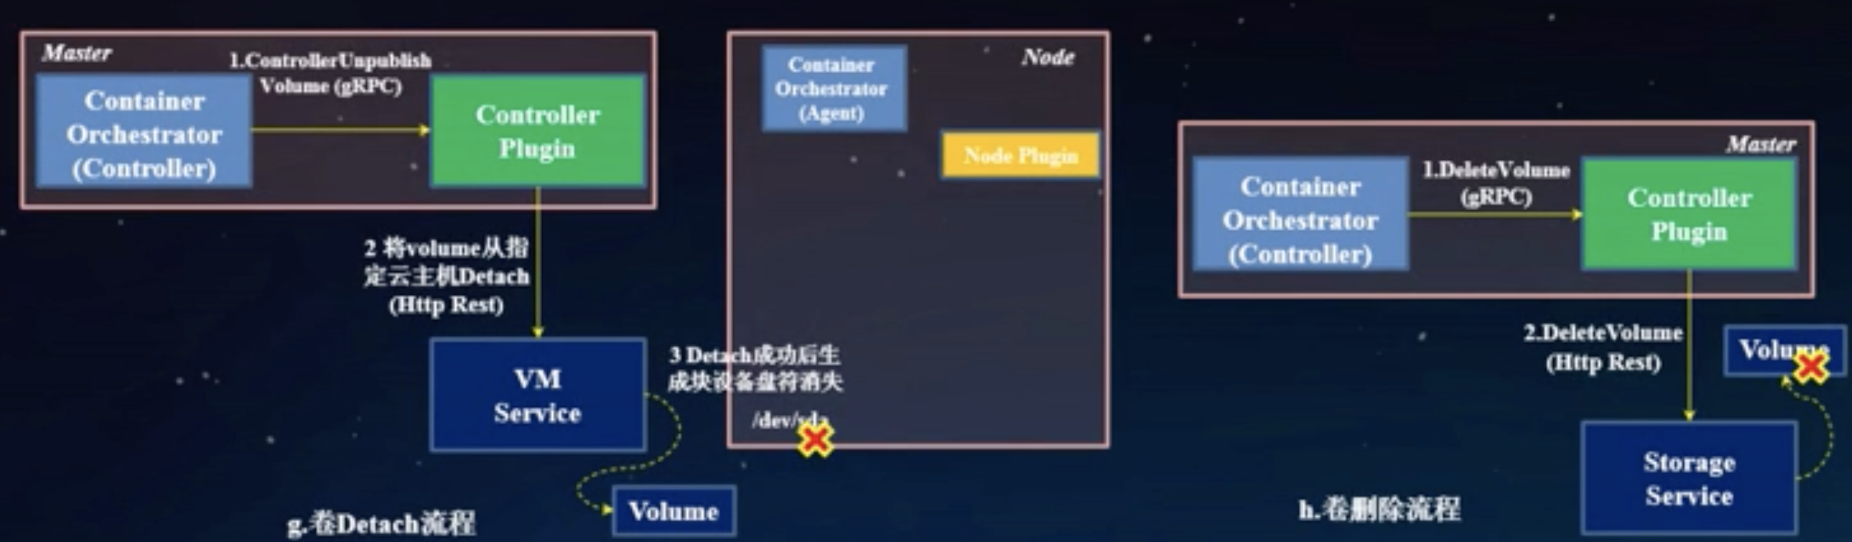 Master
1.ControllerUnpublish
Volume (gRPC)
Container
Orchestrator
(Controller)
Controller
Plugin
2 将volume从指
定云主机Detach
(Http Rest)
VM
Service
3 Detach成功后生
成块设备盘符消失
/dev/sda
Volume
g.卷Detach流程
Node
Container
Orchestrator
(Agent)
Node Plugin
Master
Container
Orchestrator
(Controller)
1.DeleteVolume
(gRPC)
Controller
Plugin
2.DeleteVolume
(Http Rest)
Volume
Storage
Service
h.卷删除流程